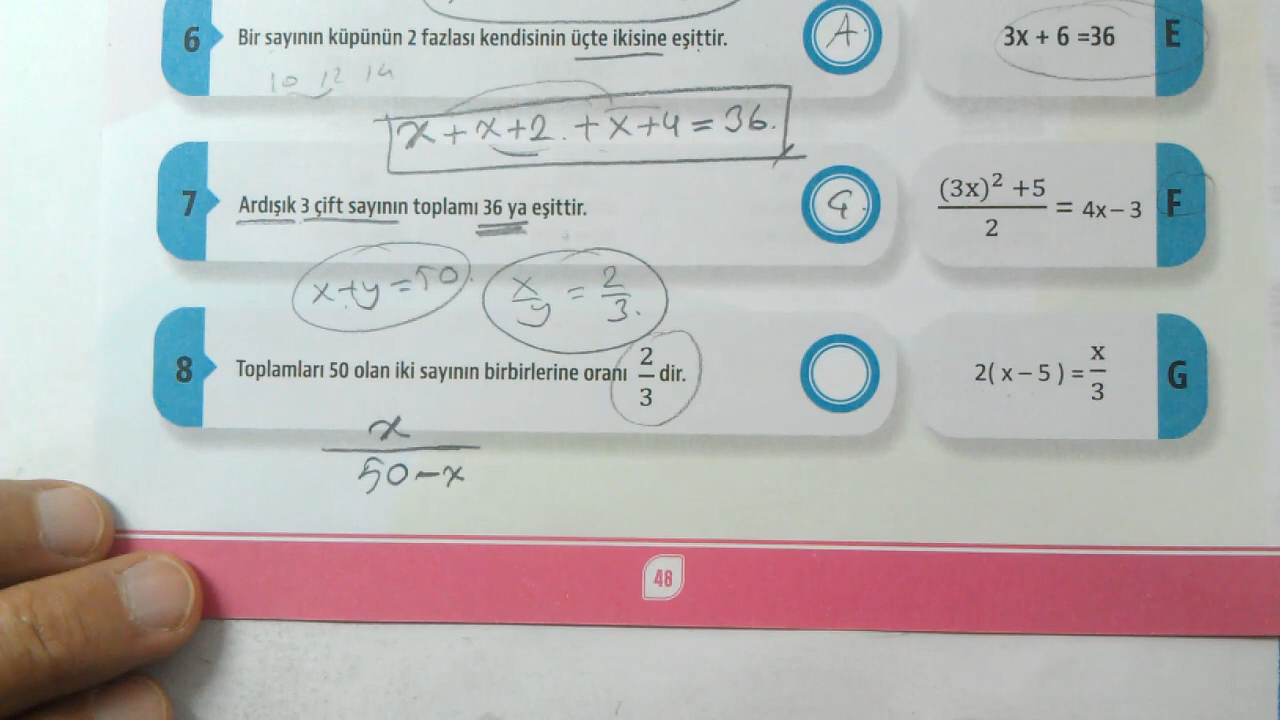 6 Bir sayının küpünün 2 fazlası kendisinin üçte ikisine eşittir. A 3x + 6 =36 E
10 12 14
x + x+2. + x+4 = 36.
7 Ardışık 3 çift sayının toplamı 36 ya eşittir. G (3x)² +5 / 2 = 4x – 3 F
x+y = 50 x/y = 2/3.
8 Toplamları 50 olan iki sayının birbirlerine oranı 2/3 dir. 2( x – 5 ) = x/3 G
x
50-x
48